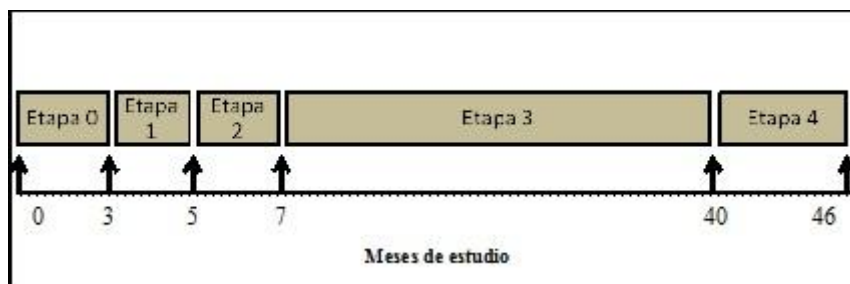 Etapa 0
Etapa
1
Etapa
2
Etapa 3
Etapa 4
0 3 5 7 40 46
Meses de estudio